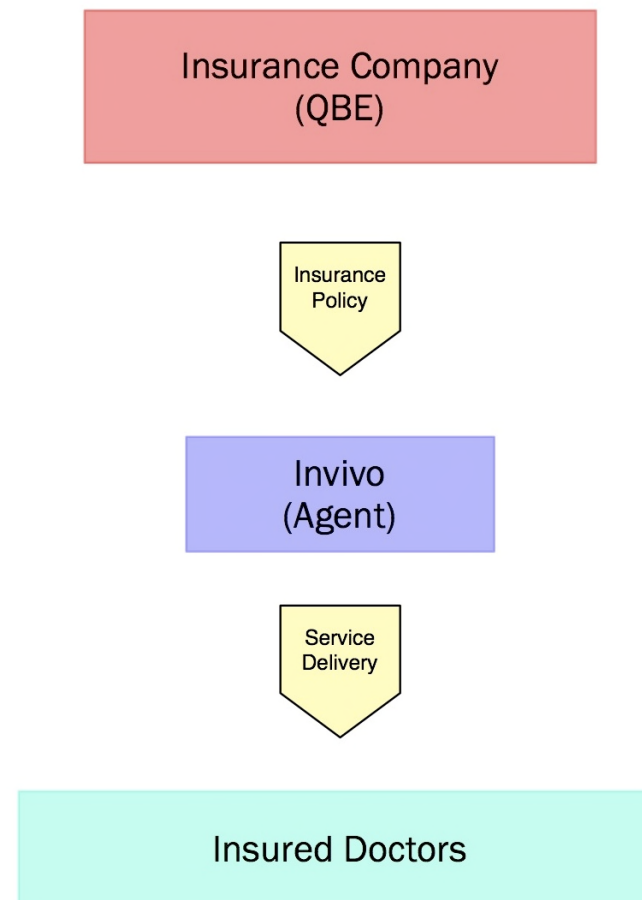 Insurance Company
(QBE)
Insurance
Policy
Invivo
(Agent)
Service
Delivery
Insured Doctors